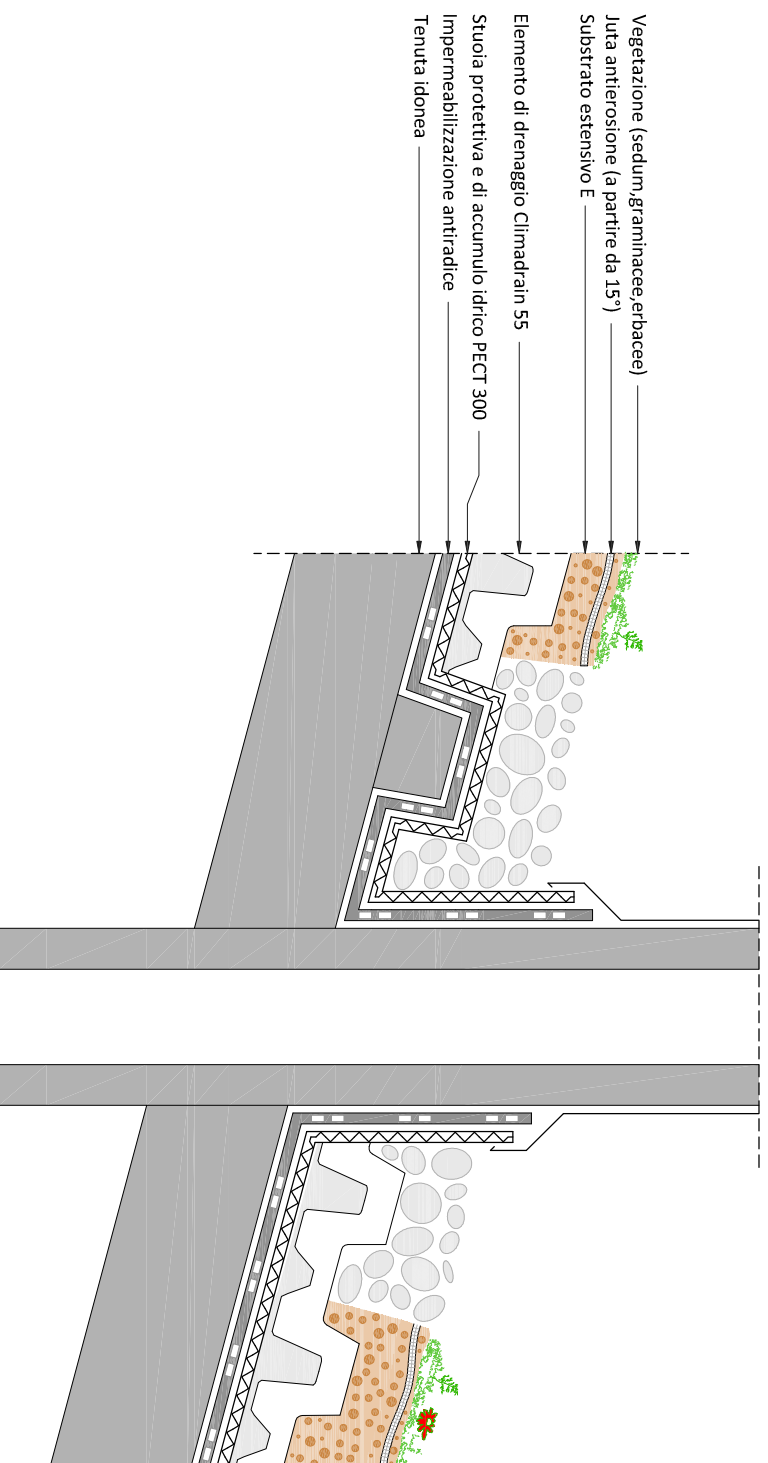 Vegetazione (sedum,graminacee,erbacee)
Juta antierosione (a partire da 15°)
Substrato estensivo E
Elemento di drenaggio Climadrain 55
Stuoia protettiva e di accumulo idrico PECT 300
Impermeabilizzazione antiradice
Tenuta idonea